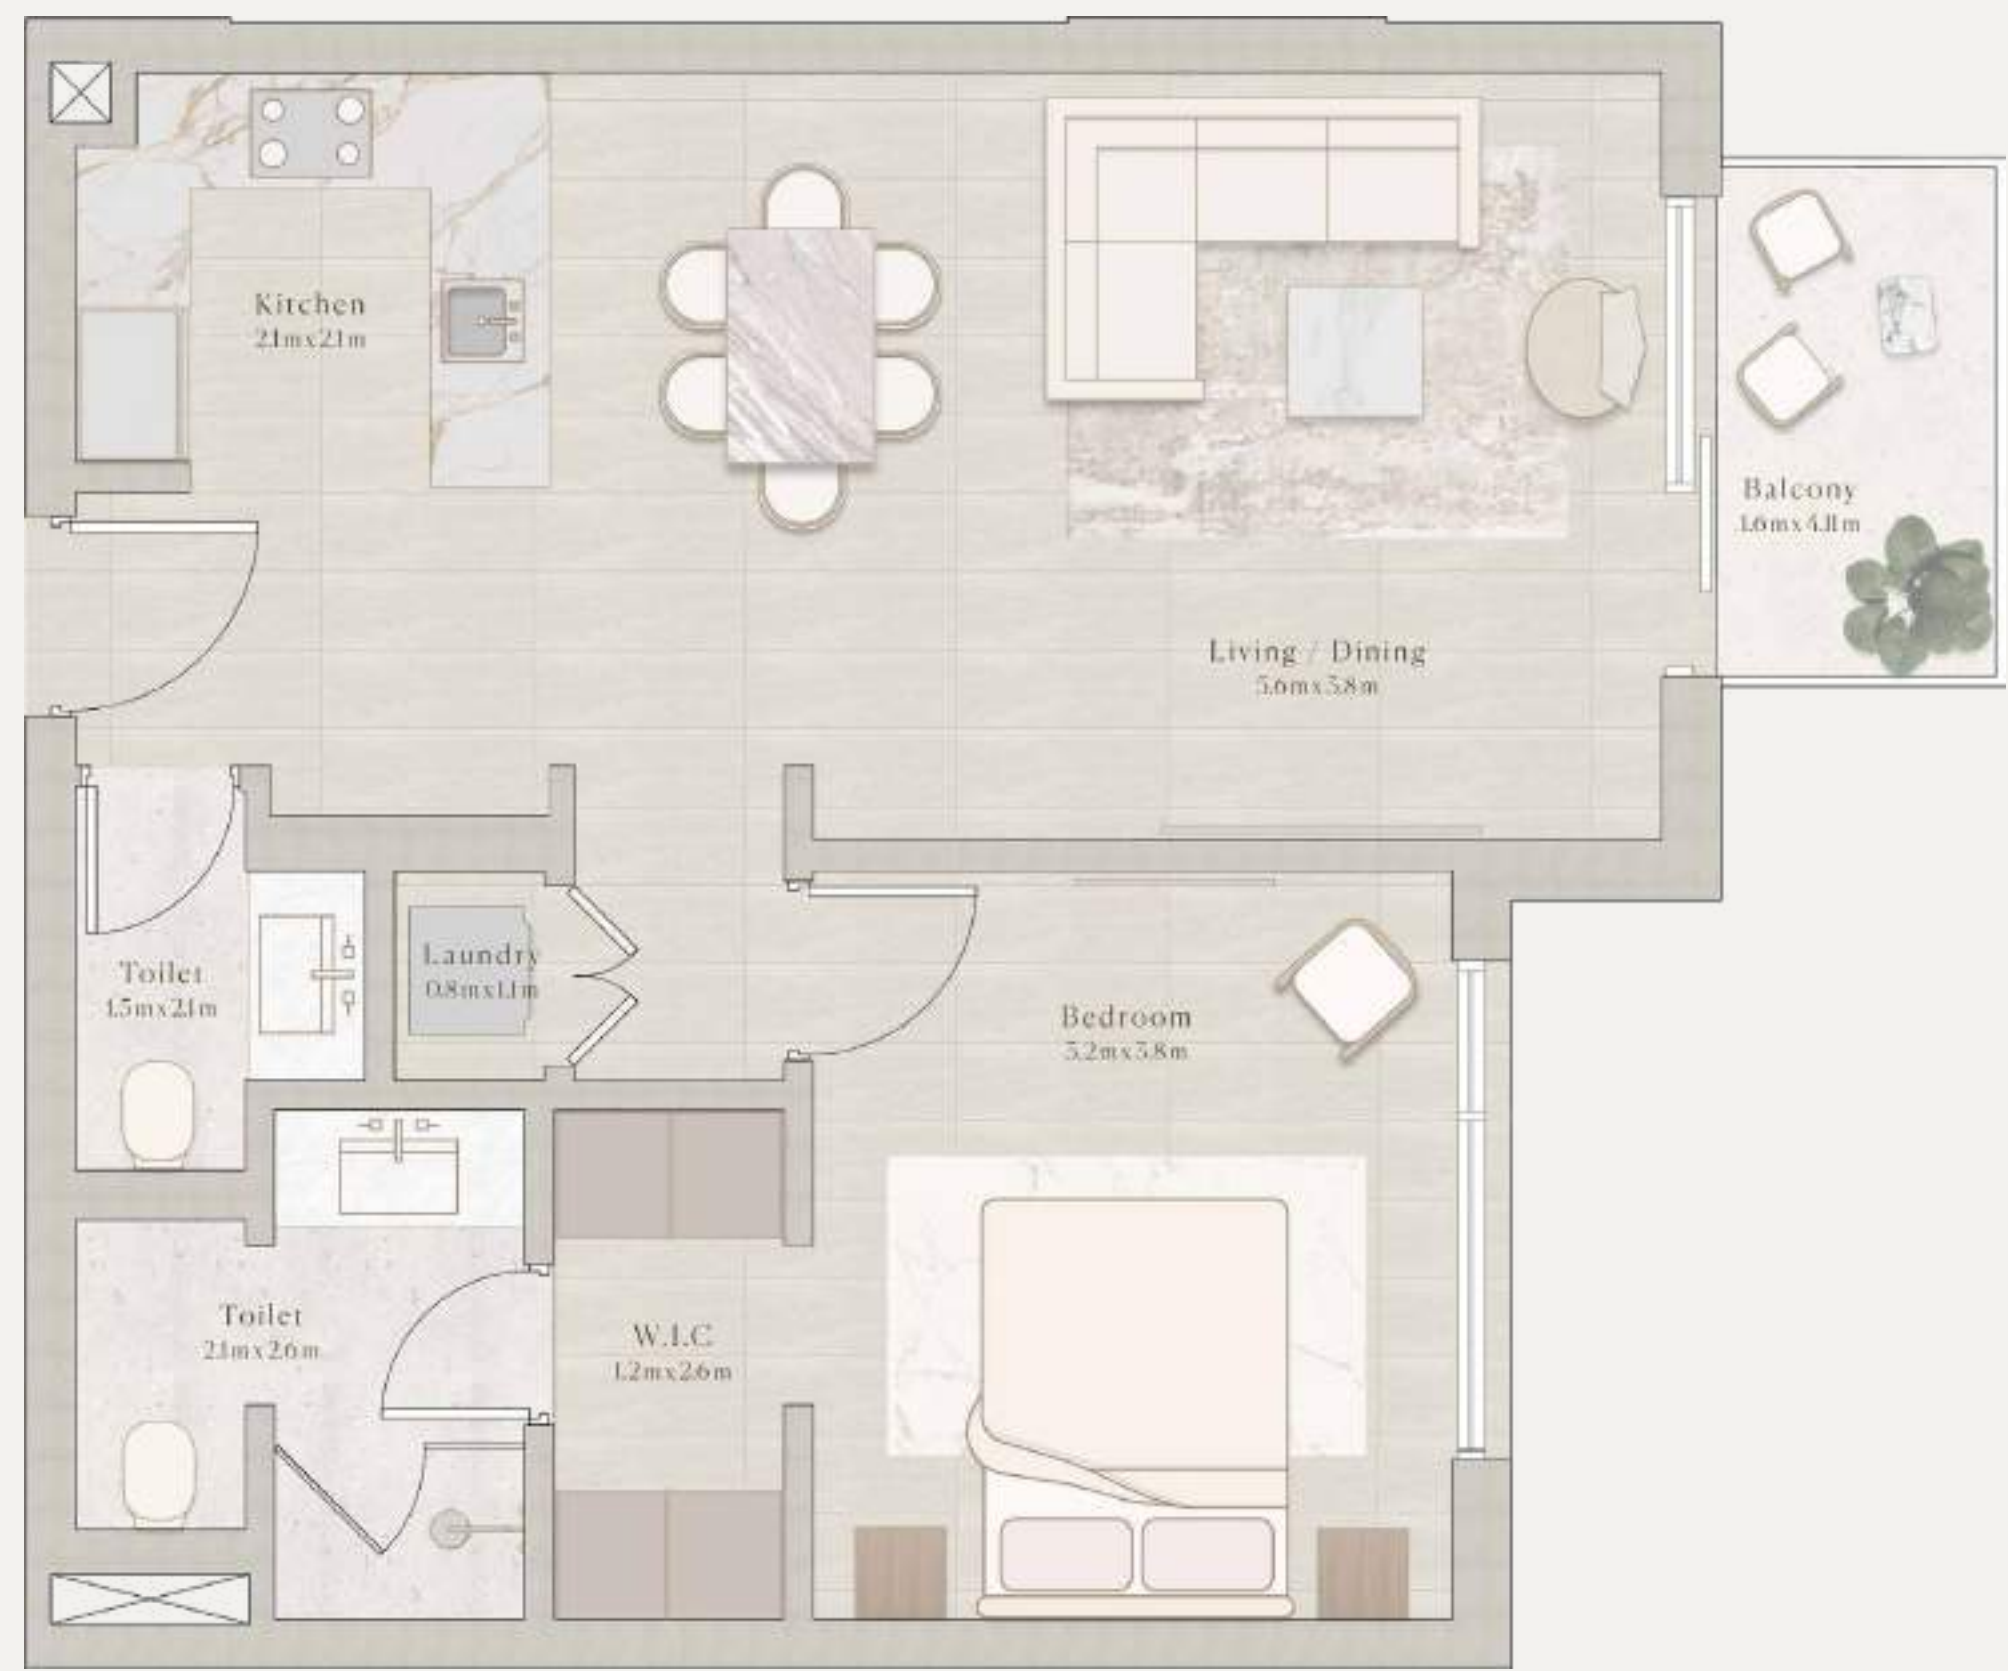 Kitchen
2.1m x 2.1m
Balcony
1.6m x 4.11m
Living / Dining
5.6m x 3.8m
Laundry
0.8m x 1.1m
Toilet
1.5m x 2.1m
Bedroom
3.2m x 3.8m
Toilet
2.1m x 2.6m
W.I.C
1.2m x 2.6m